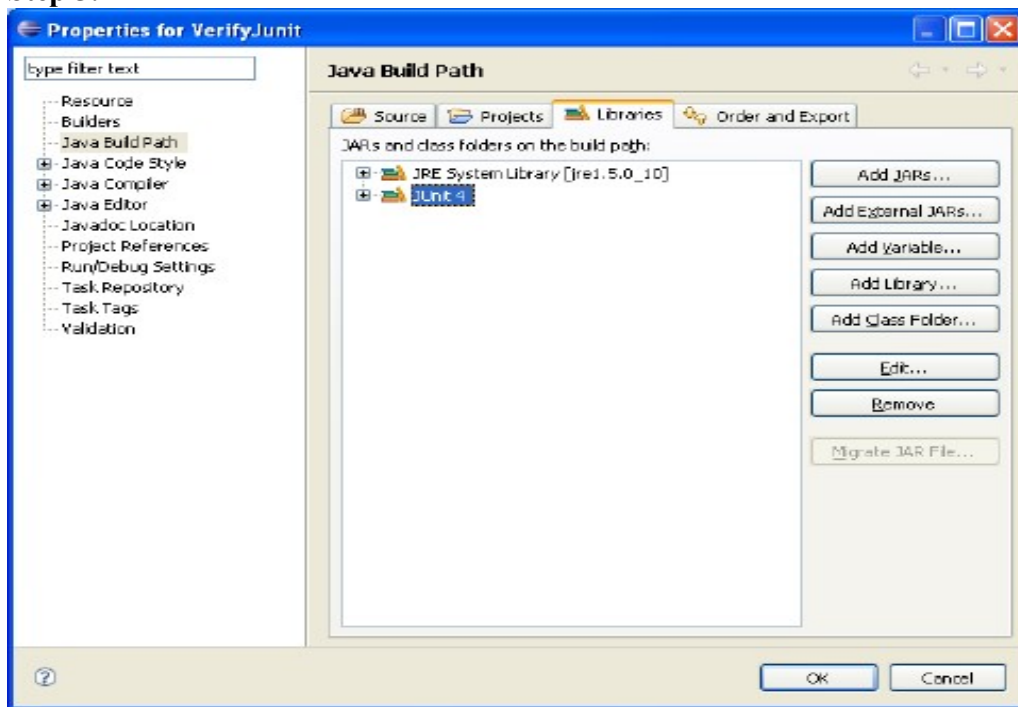 Properties for VerifyJunit
type filter text
Resource
Builders
Java Build Path
Java Code Style
Java Compiler
Java Editor
Javadoc Location
Project References
Run/Debug Settings
Task Repository
Task Tags
Validation
Java Build Path
Source Projects Libraries Order and Export
JARs and class folders on the build path:
JRE System Library [jre1.5.0_10]
JUnit 4
Add JARs...
Add External JARs...
Add Variable...
Add Library...
Add Class Folder...
Edit...
Remove
Migrate JAR File...
OK Cancel